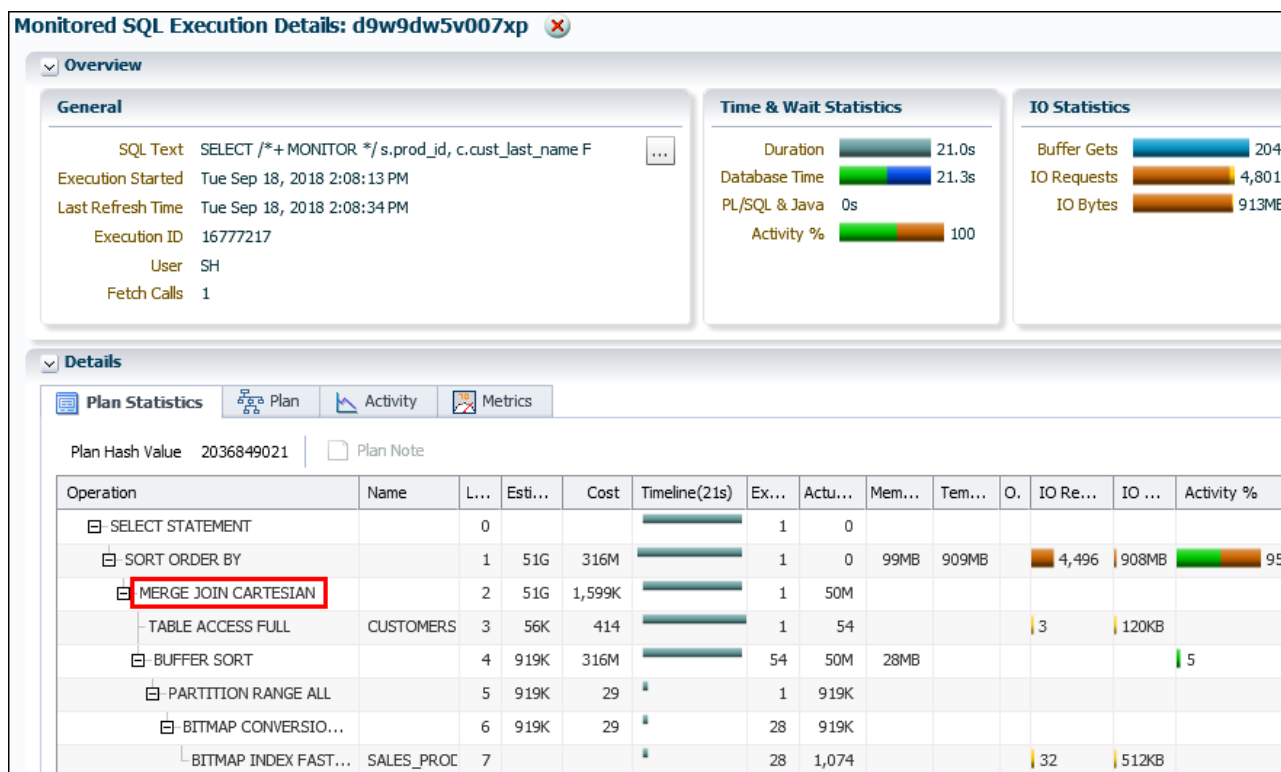 Monitored SQL Execution Details: d9w9dw5v007xp
Overview
General
SQL Text SELECT /*+ MONITOR */ s.prod_id, c.cust_last_name F ...
Execution Started Tue Sep 18, 2018 2:08:13 PM
Last Refresh Time Tue Sep 18, 2018 2:08:34 PM
Execution ID 16777217
User SH
Fetch Calls 1
Time & Wait Statistics
Duration 21.0s
Database Time 21.3s
PL/SQL & Java 0s
Activity % 100
IO Statistics
Buffer Gets 204
IO Requests 4,801
IO Bytes 913MB
Details
Plan Statistics Plan Activity Metrics
Plan Hash Value 2036849021 Plan Note
Operation Name L... Esti... Cost Timeline(21s) Ex... Actu... Mem... Tem... O. IO Re... IO ... Activity %
SELECT STATEMENT 0 1 0
SORT ORDER BY 1 51G 316M 1 0 99MB 909MB 4,496 908MB 95
MERGE JOIN CARTESIAN 2 51G 1,599K 1 50M
TABLE ACCESS FULL CUSTOMERS 3 56K 414 1 54 3 120KB
BUFFER SORT 4 919K 316M 54 50M 28MB 5
PARTITION RANGE ALL 5 919K 29 1 919K
BITMAP CONVERSIO... 6 919K 29 28 919K
BITMAP INDEX FAST... SALES_PROD 7 28 1,074 32 512KB